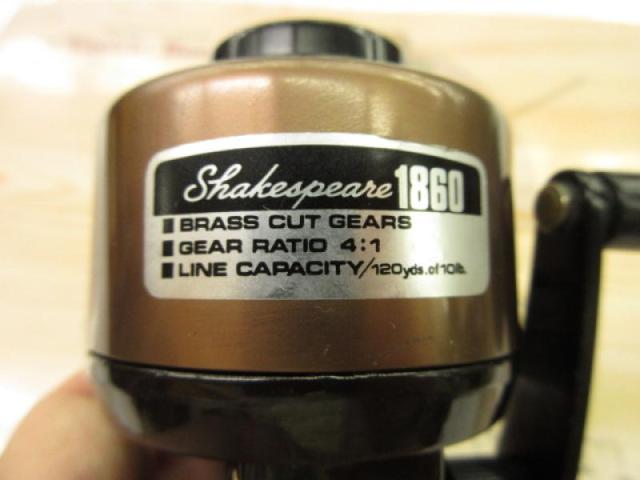 Shakespeare 1860
BRASS CUT GEARS
GEAR RATIO 4:1
LINE CAPACITY/120yds.of 10lb.